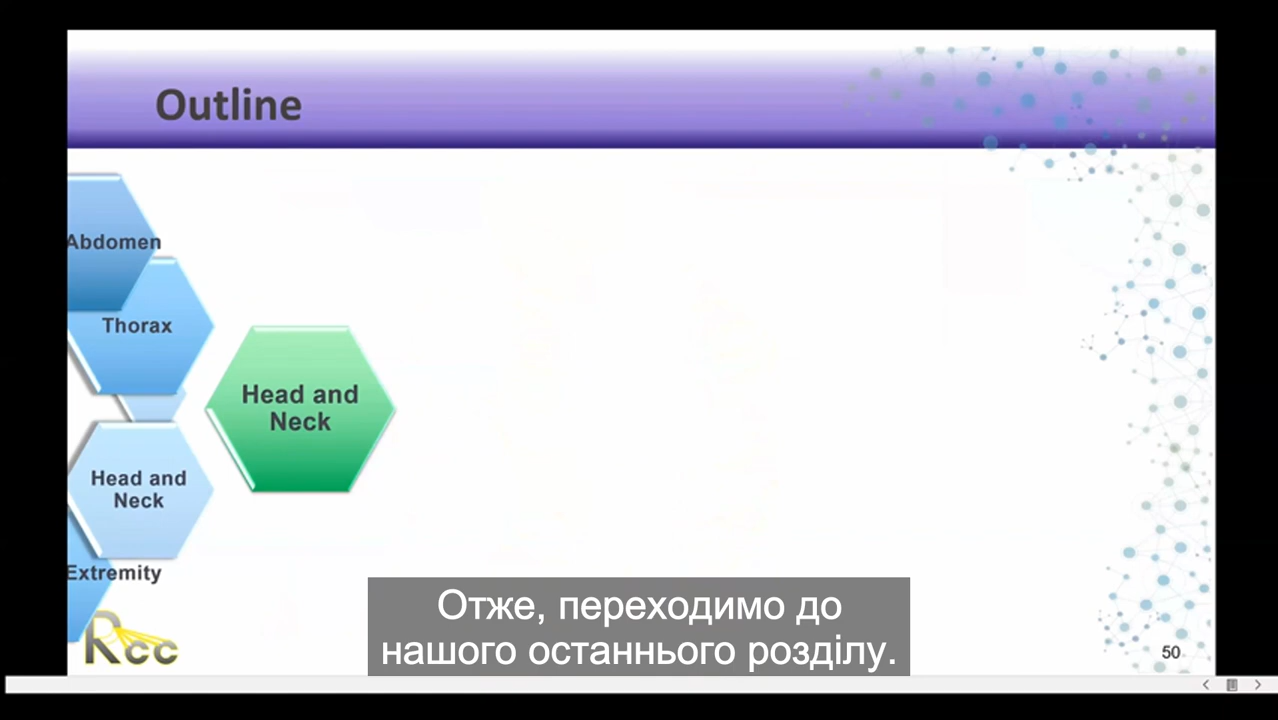 Outline
Abdomen
Thorax
Head and
Neck
Head and
Neck
Extremity
Rcc
Отже, переходимо до
нашого останнього розділу.
50